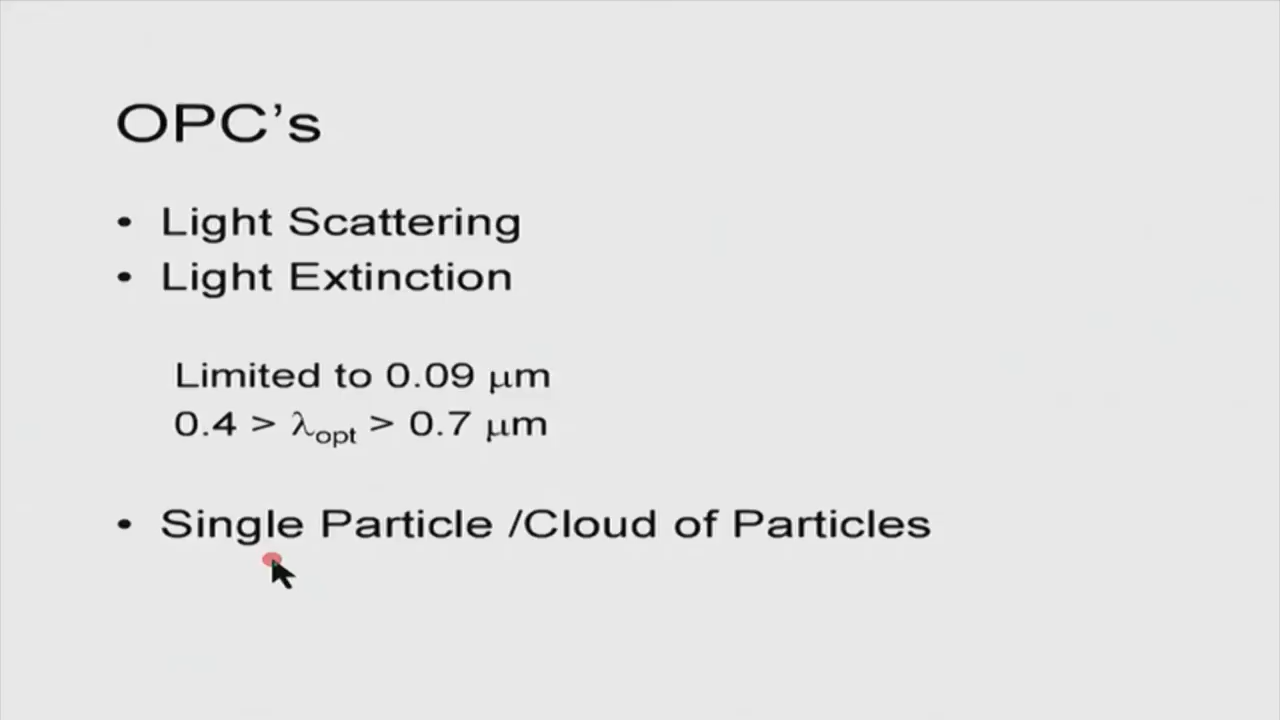 OPC's
• Light Scattering
• Light Extinction
Limited to 0.09 μm
0.4 > λopt > 0.7 μm
• Single Particle /Cloud of Particles